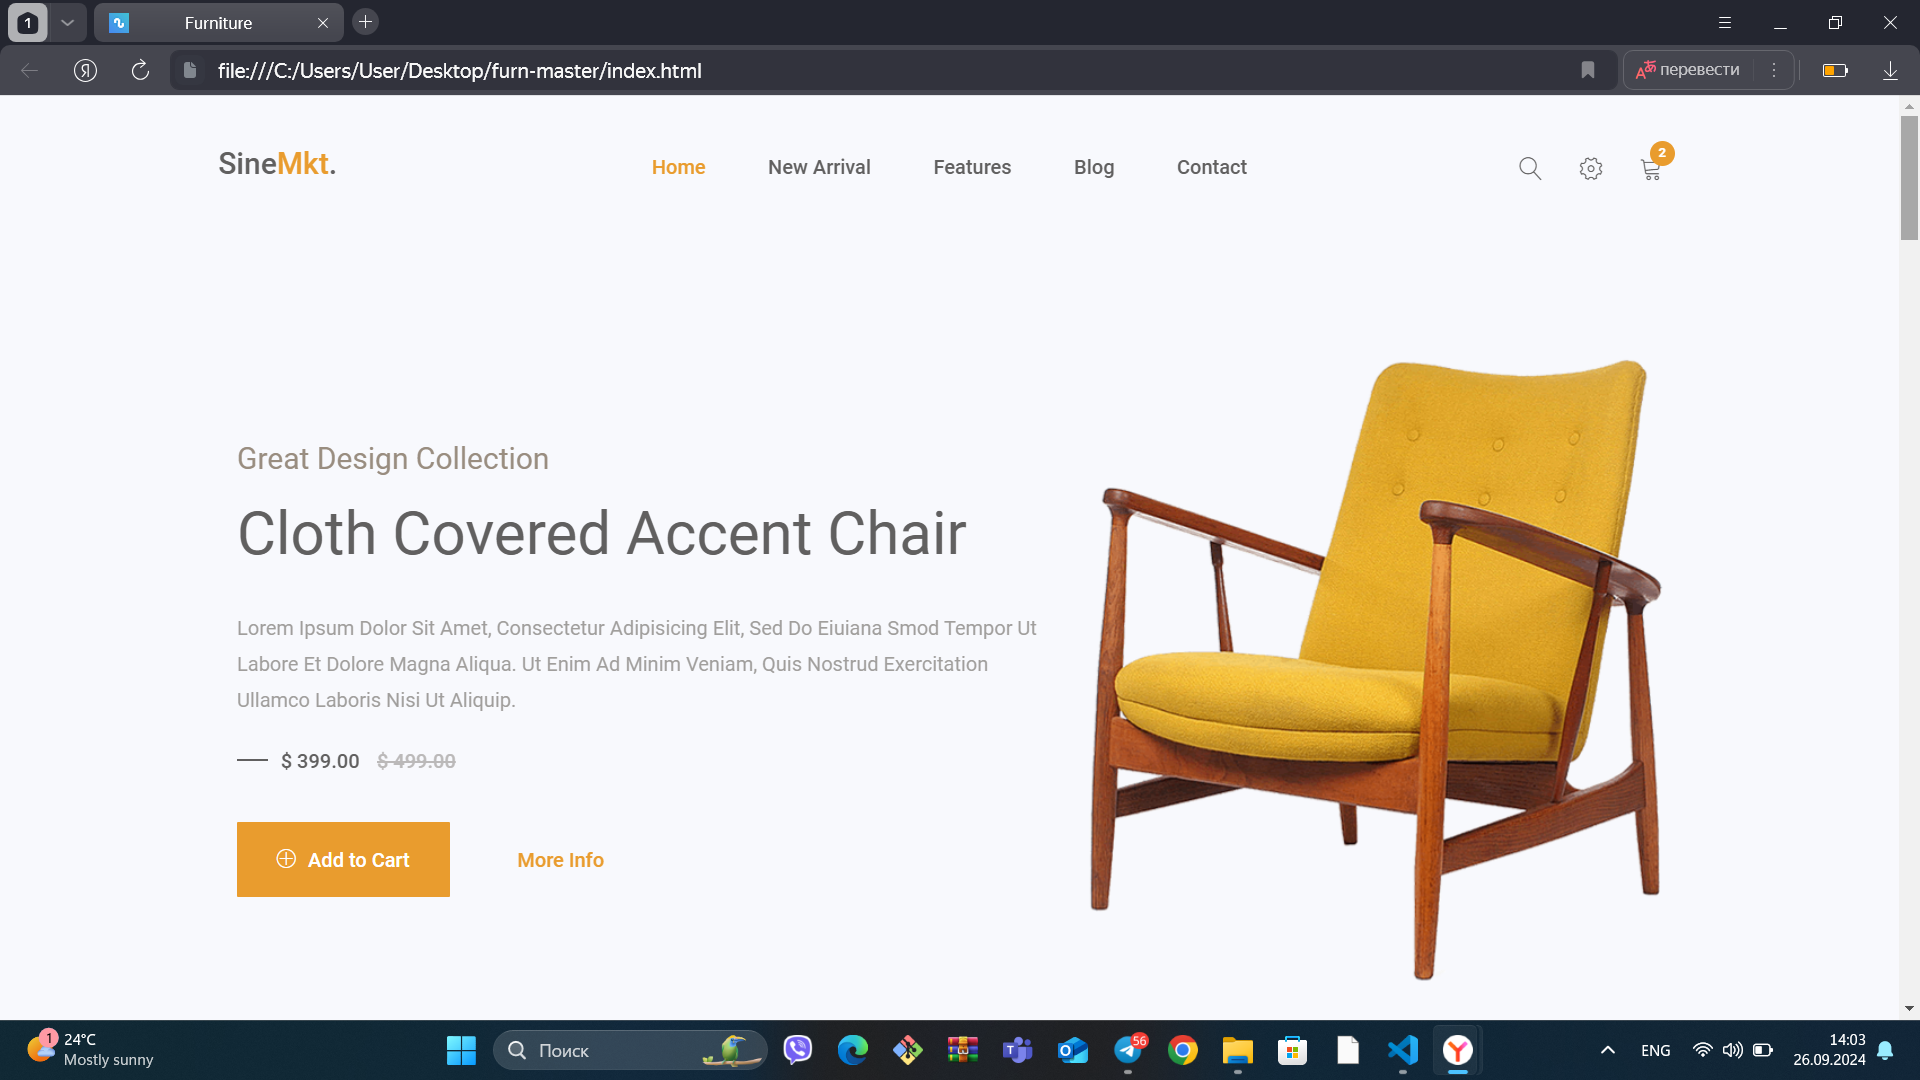 1
Furniture
Я
file:///C:/Users/User/Desktop/furn-master/index.html
перевести
SineMkt.
Home
New Arrival
Features
Blog
Contact
2
Great Design Collection
Cloth Covered Accent Chair
Lorem Ipsum Dolor Sit Amet, Consectetur Adipisicing Elit, Sed Do Eiuiana Smod Tempor Ut
Labore Et Dolore Magna Aliqua. Ut Enim Ad Minim Veniam, Quis Nostrud Exercitation
Ullamco Laboris Nisi Ut Aliquip.
$ 399.00 $ 499.00
Add to Cart
More Info
1
24°C
Mostly sunny
Поиск
56
ENG
14:03
26.09.2024